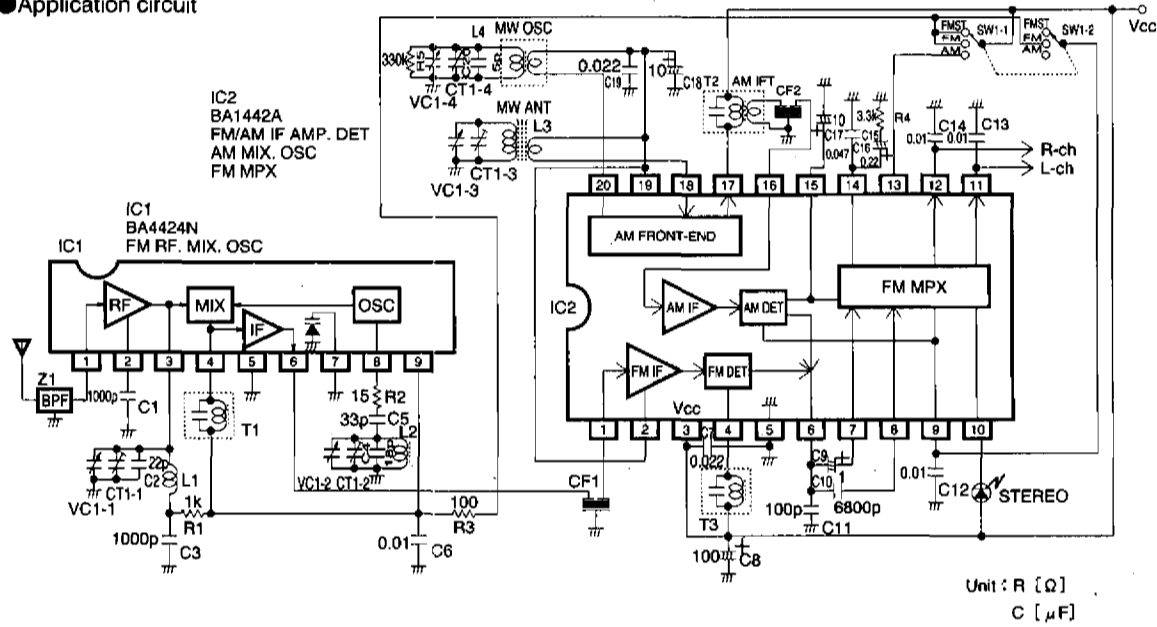 ●Application circuit
Vcc
FMST
FM
AM
SW1-1
FMST
FM
AM
SW1-2
L4
MW OSC
330k
R5
CT1-4
VC1-4
0.022
C19
10
C18
T2
AM IFT
CF2
MW ANT
L3
CT1-3
VC1-3
10
C17
0.047
3.3k
R4
C15
C16
0.22
C14
0.01
C13
0.01
R-ch
L-ch
IC2
BA1442A
FM/AM IF AMP. DET
AM MIX. OSC
FM MPX
20 19 18 17 16 15 14 13 12 11
AM FRONT-END
FM MPX
AM IF
AM DET
FM IF
FM DET
IC2
Vcc
1 2 3 4 5 6 7 8 9 10
IC1
BA4424N
FM RF. MIX. OSC
IC1
RF
MIX
OSC
IF
1 2 3 4 5 6 7 8 9
Z1
BPF
1000p
C1
T1
15
R2
33p
C5
L2
C4
18p
VC1-2
CT1-2
22p
C2
L1
CT1-1
VC1-1
1k
R1
1000p
C3
0.01
C6
100
R3
CF1
C7
0.022
T3
100
C8
C9
1
C10
6800p
100p
C11
0.01
C12
STEREO
Unit : R [Ω]
C [μF]